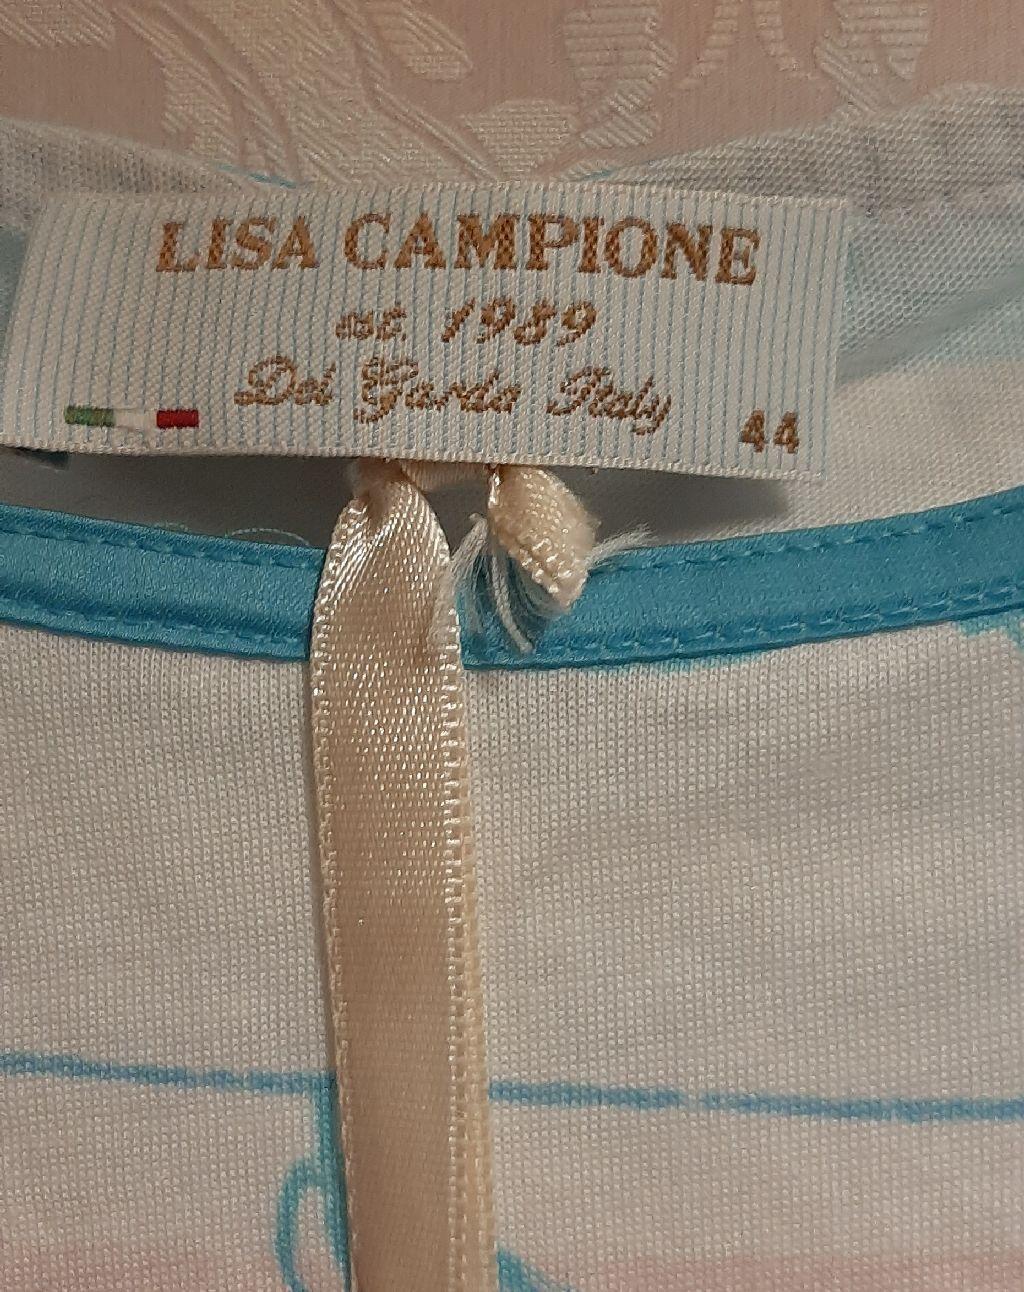 LISA CAMPIONE
est. 1989
Del Garda Italy
44